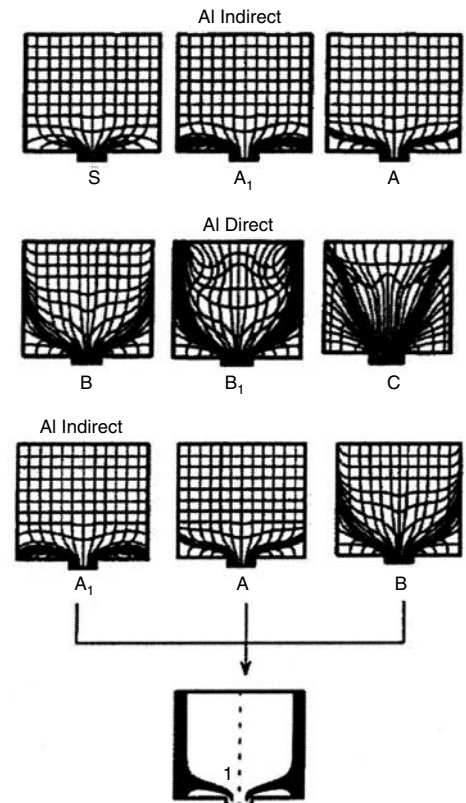 Al Indirect
S A₁ A
Al Direct
B B₁ C
Al Indirect
A₁ A B
1